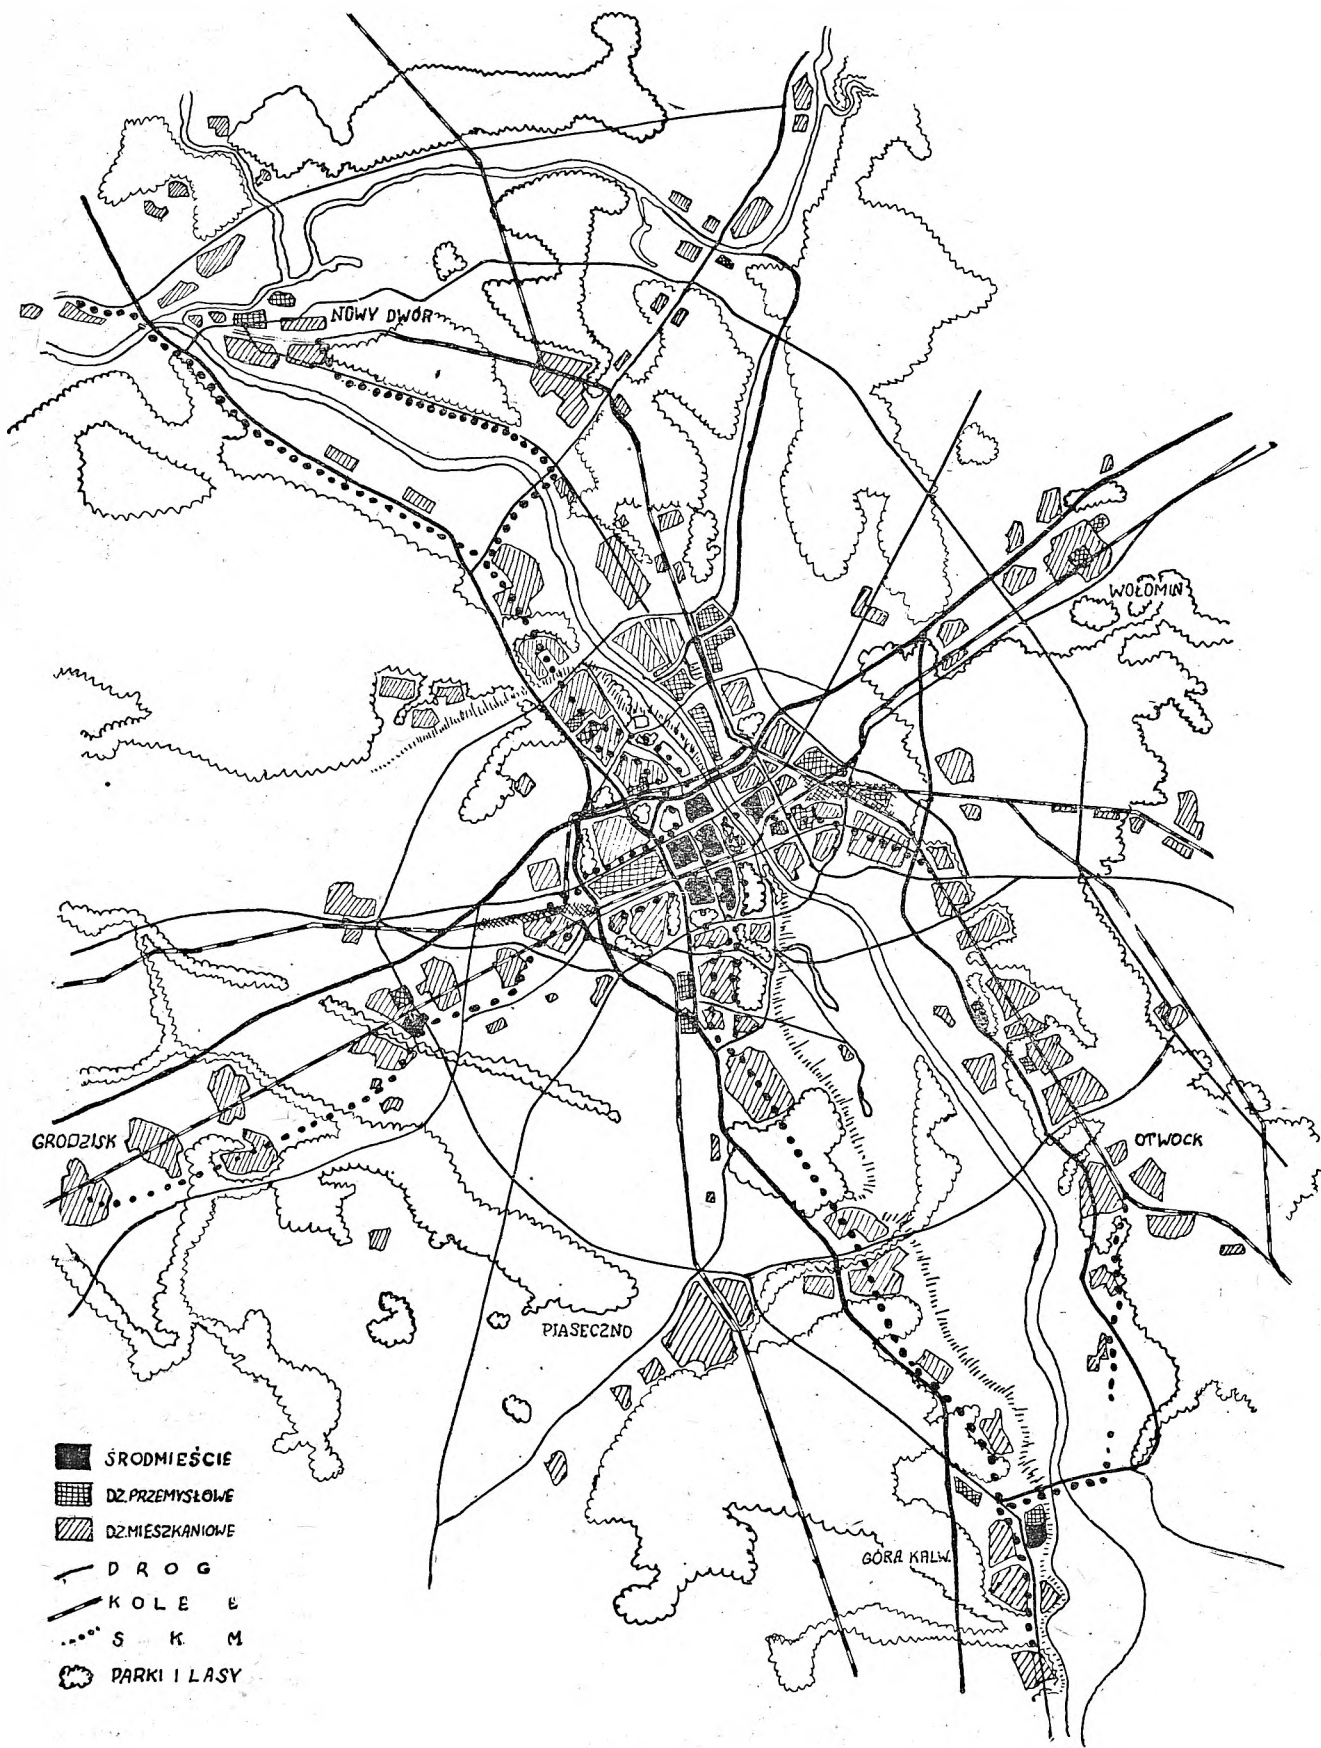 NOWY DWÓR
WOŁOMIN
GRODZISK
OTWOCK
PIASECZNO
GÓRA KALW.
ŚRODMIEŚCIE
DZ.PRZEMYSŁOWE
DZ.MIESZKANIOWE
D R O G
K O L E E
S K M
PARKI I LASY